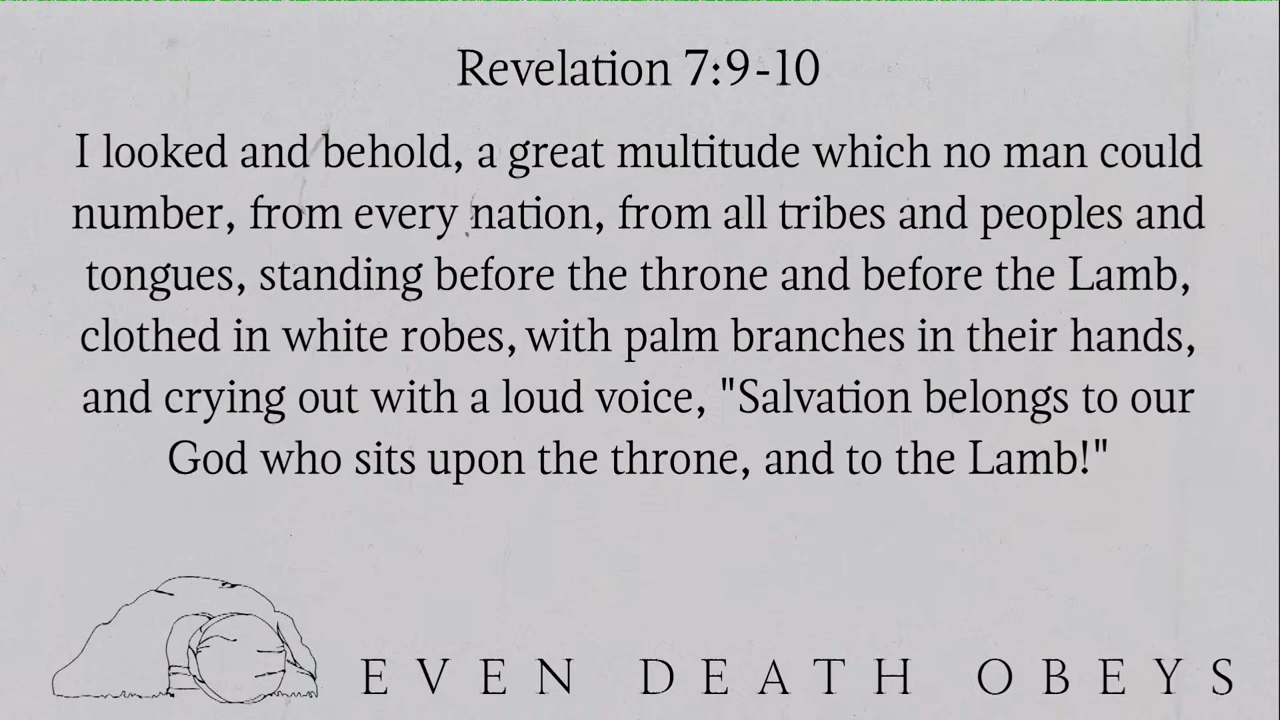 Revelation 7:9-10
I looked and behold, a great multitude which no man could
number, from every nation, from all tribes and peoples and
tongues, standing before the throne and before the Lamb,
clothed in white robes, with palm branches in their hands,
and crying out with a loud voice, "Salvation belongs to our
God who sits upon the throne, and to the Lamb!"
EVEN DEATH OBEYS